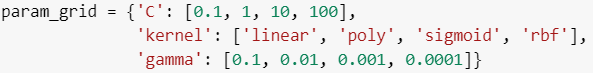 param_grid = {'C': [0.1, 1, 10, 100],
'kernel': ['linear', 'poly', 'sigmoid', 'rbf'],
'gamma': [0.1, 0.01, 0.001, 0.0001]}